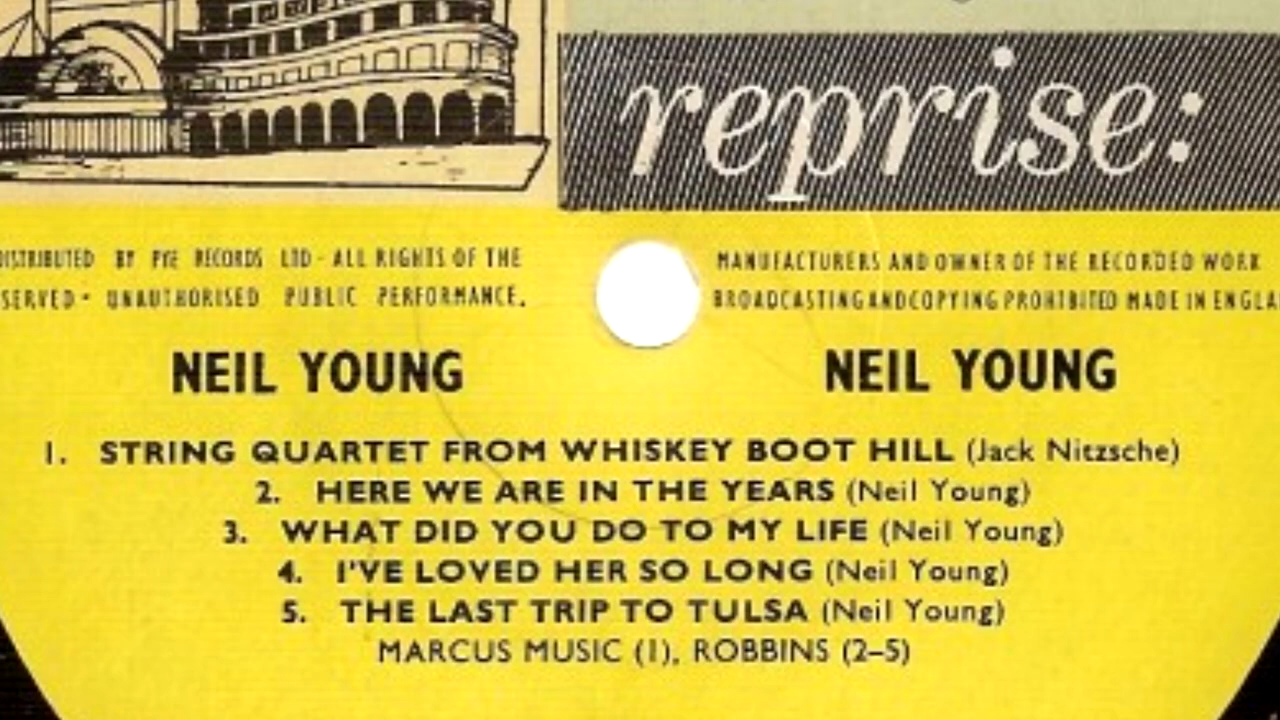 reprise:
DISTRIBUTED BY PYE RECORDS LTD - ALL RIGHTS OF THE MANUFACTURERS AND OWNER OF THE RECORDED WORK
SERVED - UNAUTHORISED PUBLIC PERFORMANCE. BROADCASTING AND COPYING PROHIBITED MADE IN ENGLA
NEIL YOUNG NEIL YOUNG
1. STRING QUARTET FROM WHISKEY BOOT HILL (Jack Nitzsche)
2. HERE WE ARE IN THE YEARS (Neil Young)
3. WHAT DID YOU DO TO MY LIFE (Neil Young)
4. I'VE LOVED HER SO LONG (Neil Young)
5. THE LAST TRIP TO TULSA (Neil Young)
MARCUS MUSIC (1), ROBBINS (2–5)